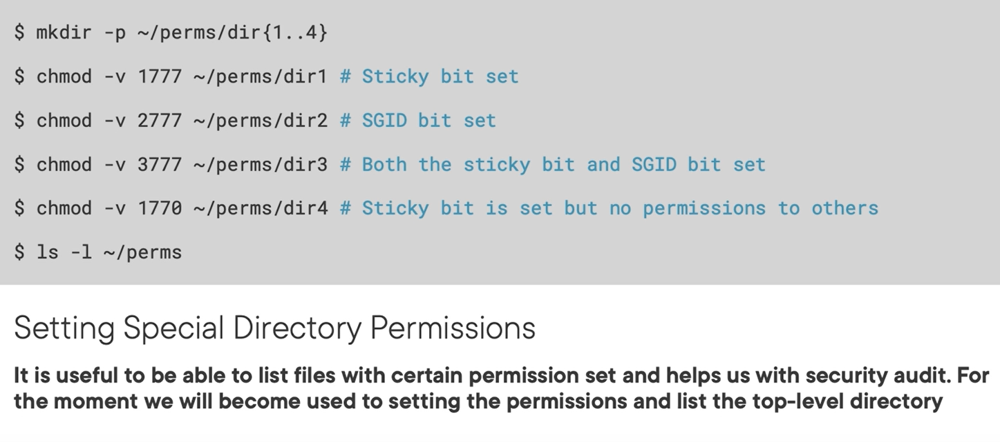 $ mkdir -p ~/perms/dir{1..4}
$ chmod -v 1777 ~/perms/dir1 # Sticky bit set
$ chmod -v 2777 ~/perms/dir2 # SGID bit set
$ chmod -v 3777 ~/perms/dir3 # Both the sticky bit and SGID bit set
$ chmod -v 1770 ~/perms/dir4 # Sticky bit is set but no permissions to others
$ ls -l ~/perms
Setting Special Directory Permissions
It is useful to be able to list files with certain permission set and helps us with security audit. For
the moment we will become used to setting the permissions and list the top-level directory